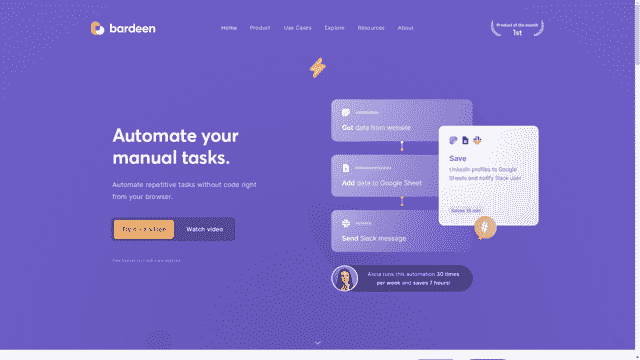 bardeen
Home Product Use Cases Explore Resources About
Product of the month
1st
Automate your
manual tasks.
Automate repetitive tasks without code right
from your browser.
Watch video
Get data from website
Add data to Google Sheet
Send Slack message
Save
LinkedIn profiles to Google
Sheets and notify Slack user
Saves 15 min
runs this automation 30 times
per week and saves 7 hours!